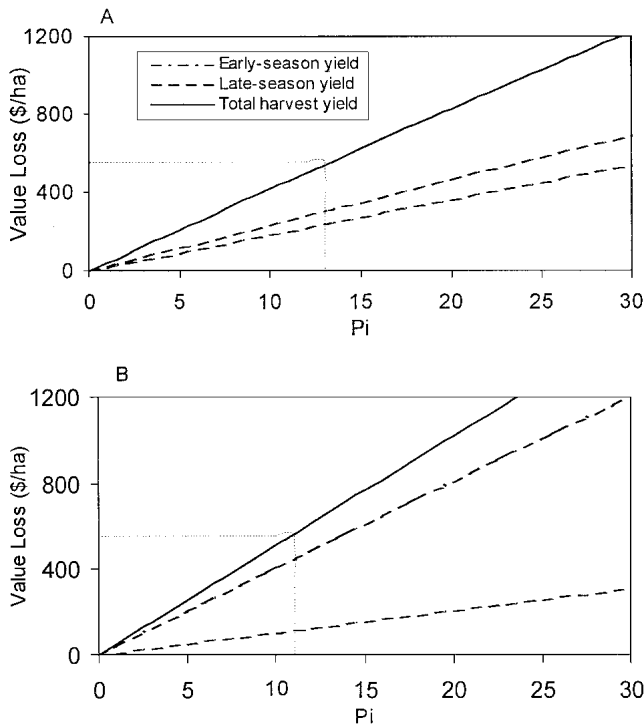 A
1200
800
400
0
Value Loss ($/ha)
Early-season yield
Late-season yield
Total harvest yield
0 5 10 15 20 25 30
Pi
B
1200
800
400
0
Value Loss ($/ha)
0 5 10 15 20 25 30
Pi